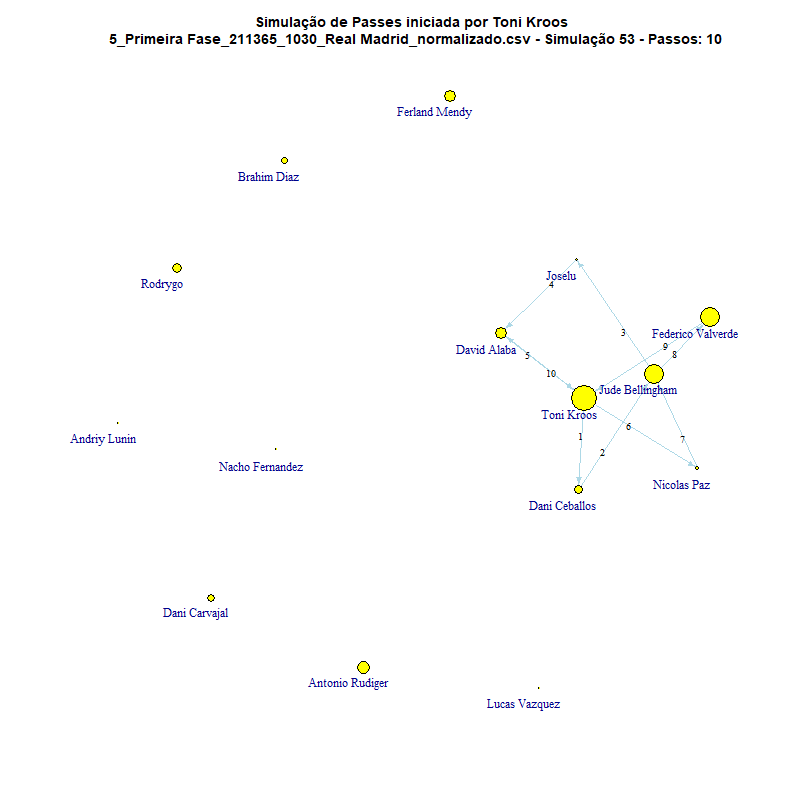 Simulação de Passes iniciada por Toni Kroos
5_Primeira Fase_211365_1030_Real Madrid_normalizado.csv - Simulação 53 - Passos: 10
Ferland Mendy
Brahim Diaz
Rodrygo
Joselu
4
3
Federico Valverde
9
8
David Alaba
5
10
Jude Bellingham
Toni Kroos
6
1
7
2
Andriy Lunin
Nacho Fernandez
Nicolas Paz
Dani Ceballos
Dani Carvajal
Antonio Rudiger
Lucas Vazquez